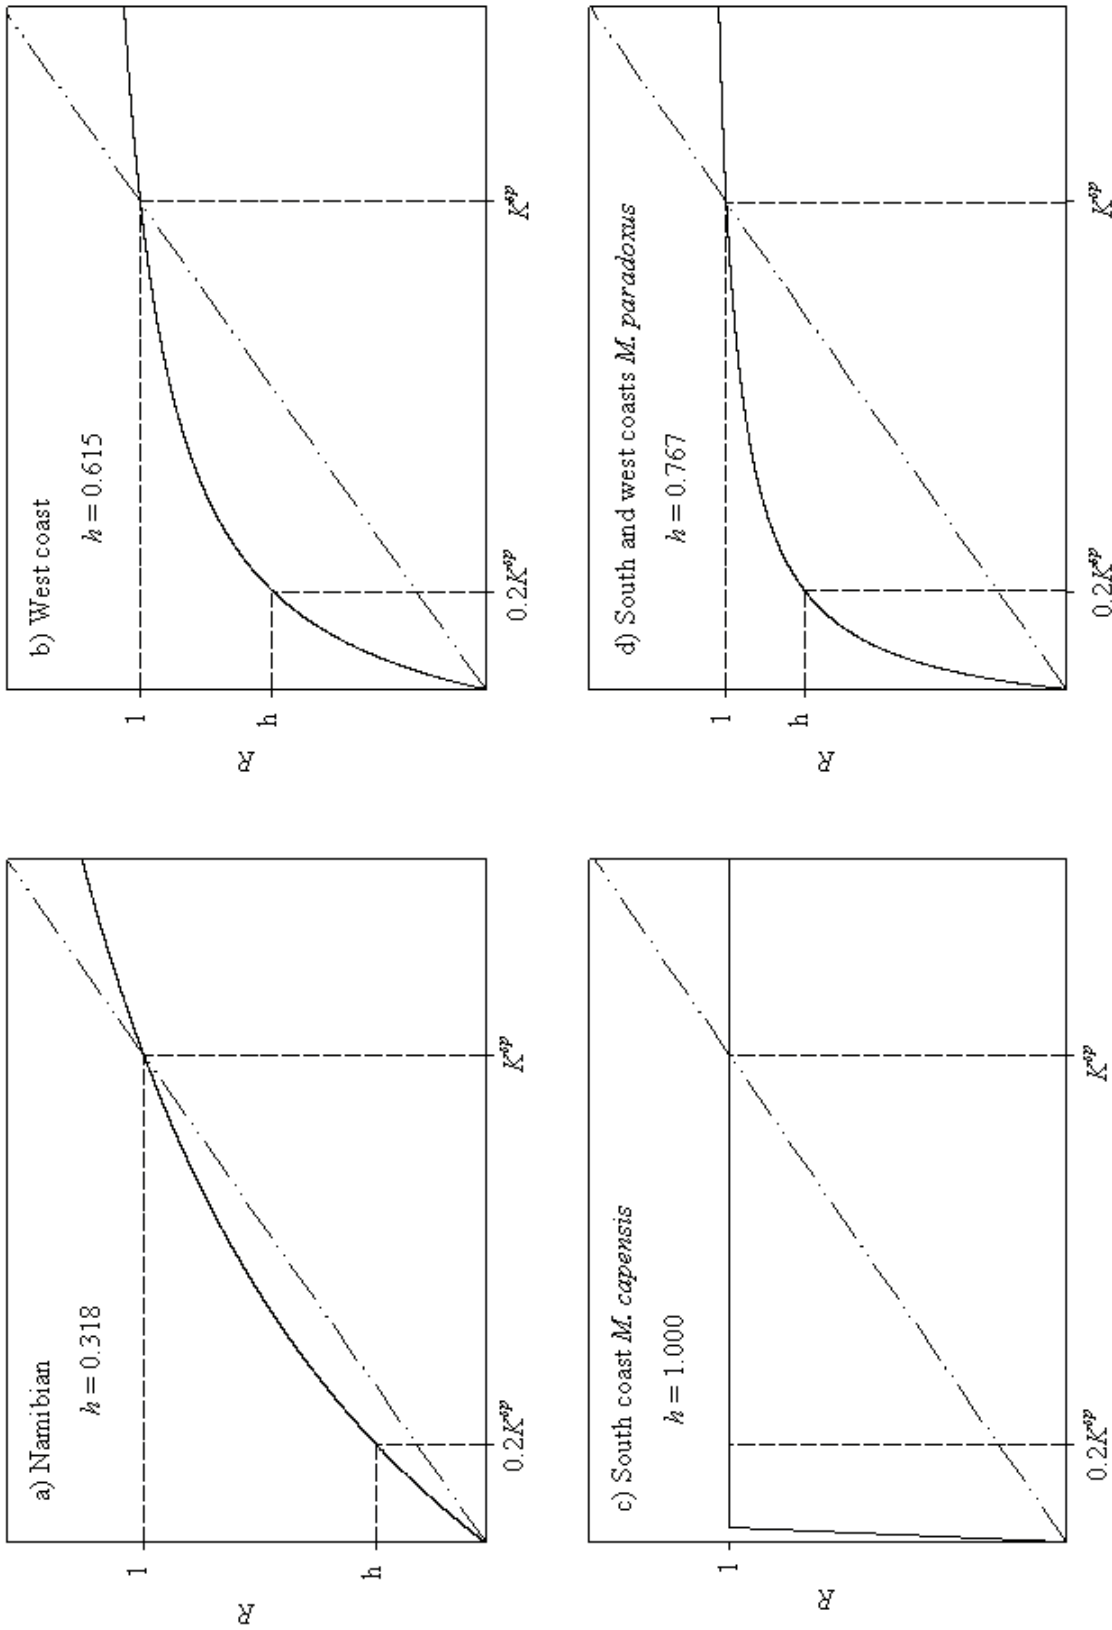 a) Namibian
h = 0.318
R
1
h
0.2K^sp
K^sp
b) West coast
h = 0.615
R
1
h
0.2K^sp
K^sp
c) South coast M. capensis
h = 1.000
R
1
0.2K^sp
K^sp
d) South and west coasts M. paradoxus
h = 0.767
R
1
h
0.2K^sp
K^sp